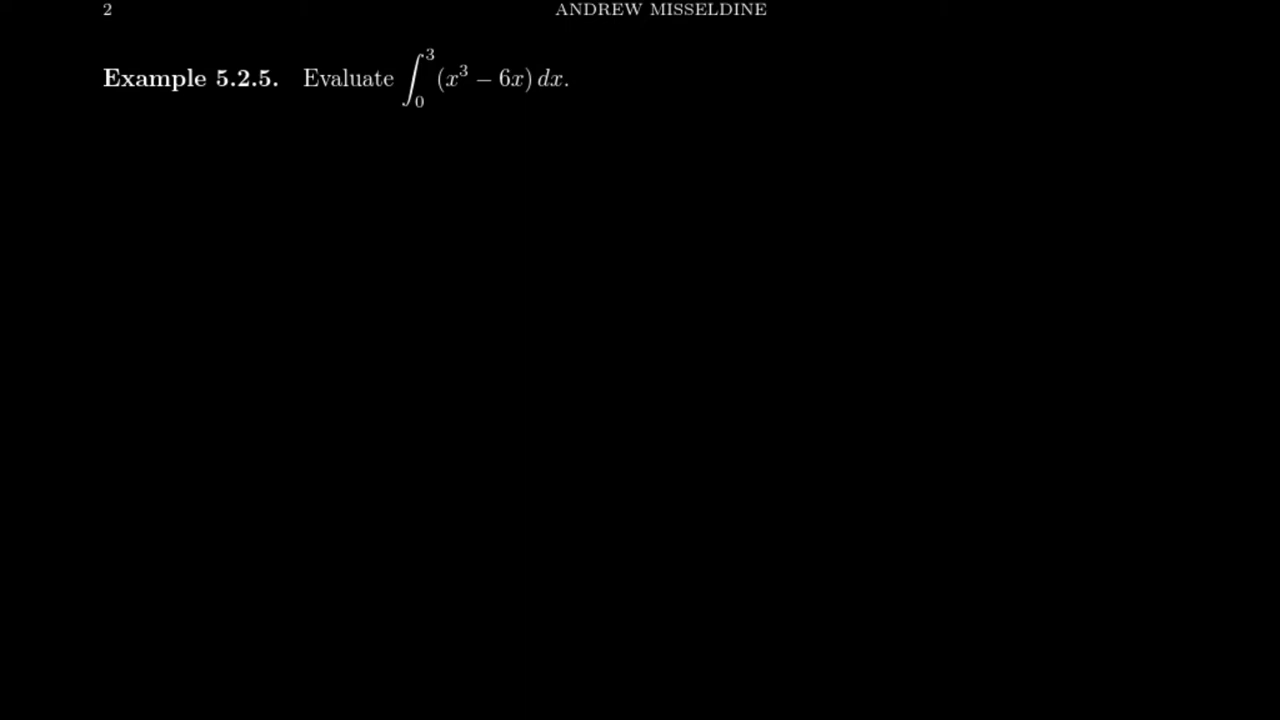 2 ANDREW MISSELDINE
Example 5.2.5. Evaluate ∫₀³ (x³ − 6x) dx.